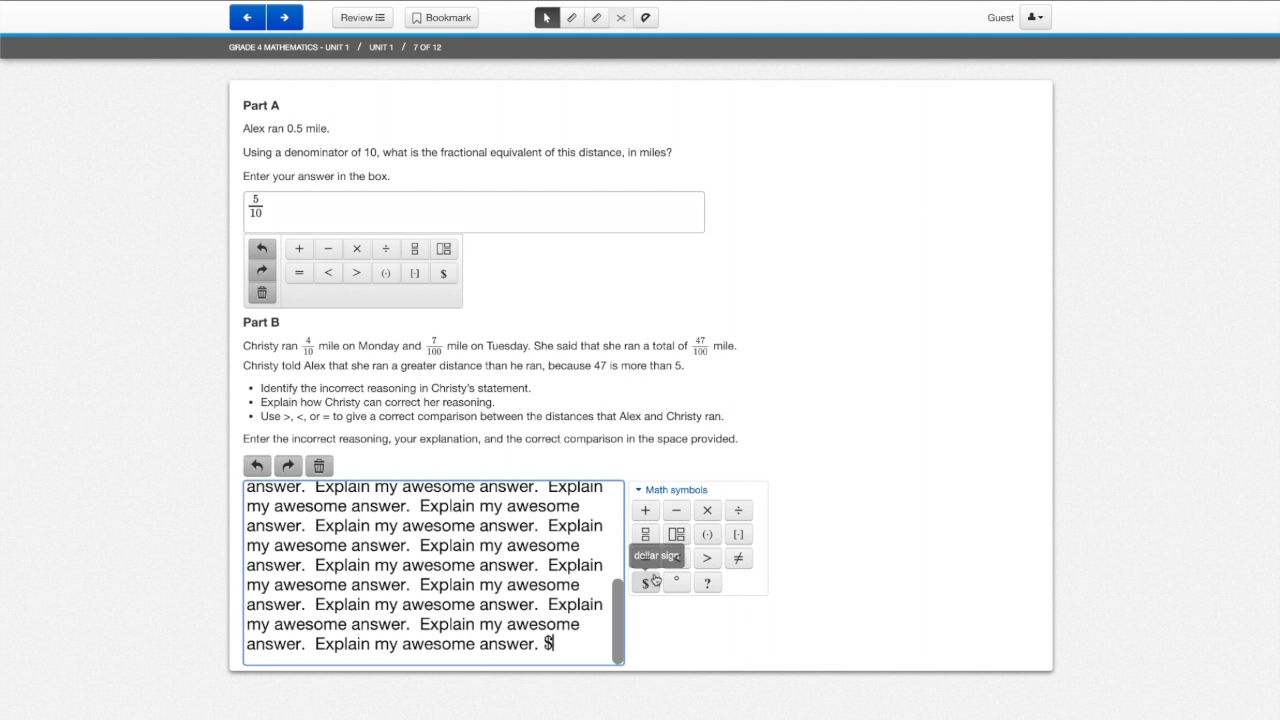 Review
Bookmark
Guest
GRADE 4 MATHEMATICS - UNIT 1 / UNIT 1 / 7 OF 12
Part A
Alex ran 0.5 mile.
Using a denominator of 10, what is the fractional equivalent of this distance, in miles?
Enter your answer in the box.
5/10
+ − × ÷
= < > (·) [·] $
Part B
Christy ran 4/10 mile on Monday and 7/100 mile on Tuesday. She said that she ran a total of 47/100 mile.
Christy told Alex that she ran a greater distance than he ran, because 47 is more than 5.
• Identify the incorrect reasoning in Christy's statement.
• Explain how Christy can correct her reasoning.
• Use >, <, or = to give a correct comparison between the distances that Alex and Christy ran.
Enter the incorrect reasoning, your explanation, and the correct comparison in the space provided.
answer. Explain my awesome answer. Explain
my awesome answer. Explain my awesome
answer. Explain my awesome answer. Explain
my awesome answer. Explain my awesome
answer. Explain my awesome answer. Explain
my awesome answer. Explain my awesome
answer. Explain my awesome answer. Explain
my awesome answer. Explain my awesome
answer. Explain my awesome answer. $
Math symbols
+ − × ÷
(·) [·]
dollar sign
> ≠
$ ° ?